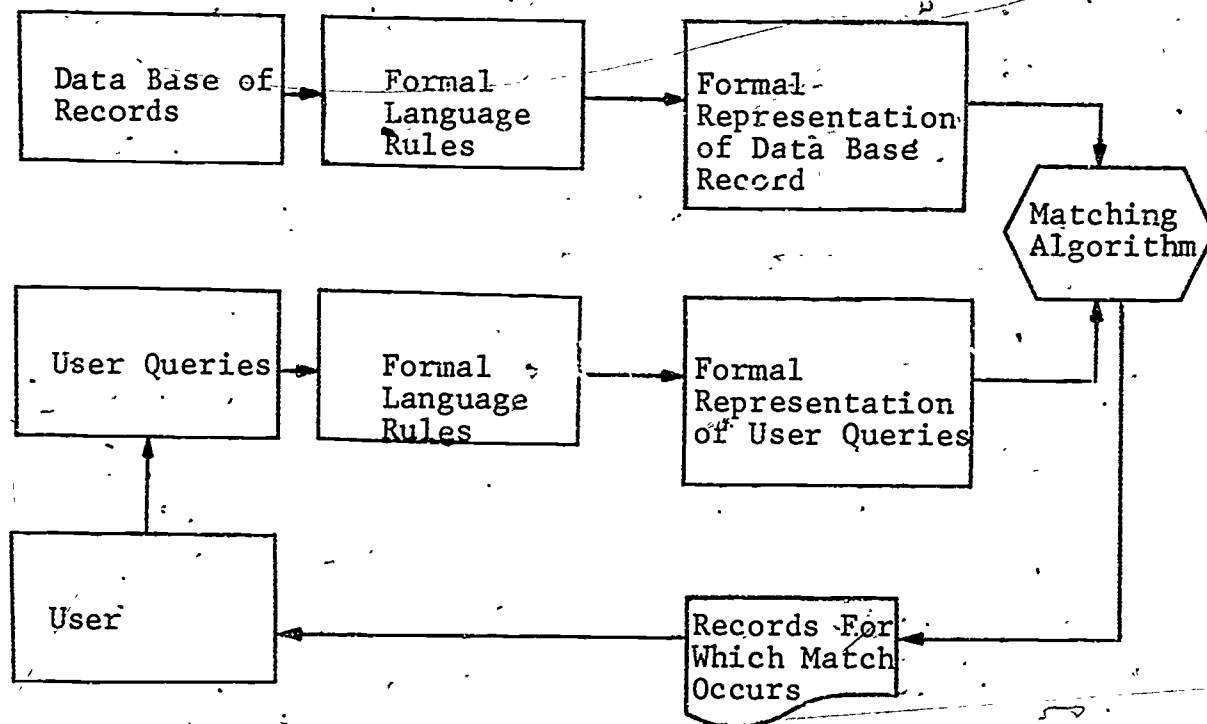 Data Base of
Records
Formal
Language
Rules
Formal
Representation
of Data Base
Record
Matching
Algorithm
User Queries
Formal
Language
Rules
Formal
Representation
of User Queries
User
Records For
Which Match
Occurs